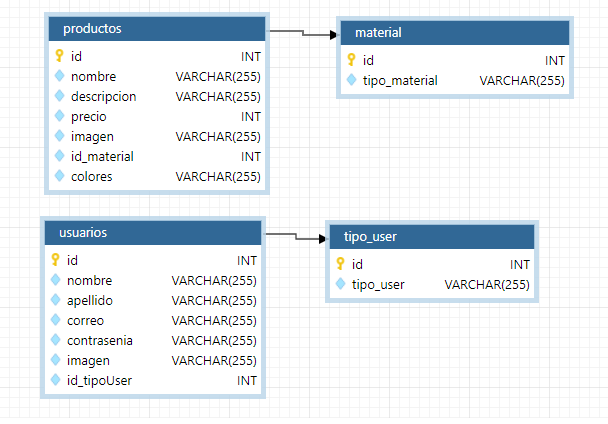 productos
id INT
nombre VARCHAR(255)
descripcion VARCHAR(255)
precio INT
imagen VARCHAR(255)
id_material INT
colores VARCHAR(255)
material
id INT
tipo_material VARCHAR(255)
usuarios
id INT
nombre VARCHAR(255)
apellido VARCHAR(255)
correo VARCHAR(255)
contrasenia VARCHAR(255)
imagen VARCHAR(255)
id_tipoUser INT
tipo_user
id INT
tipo_user VARCHAR(255)